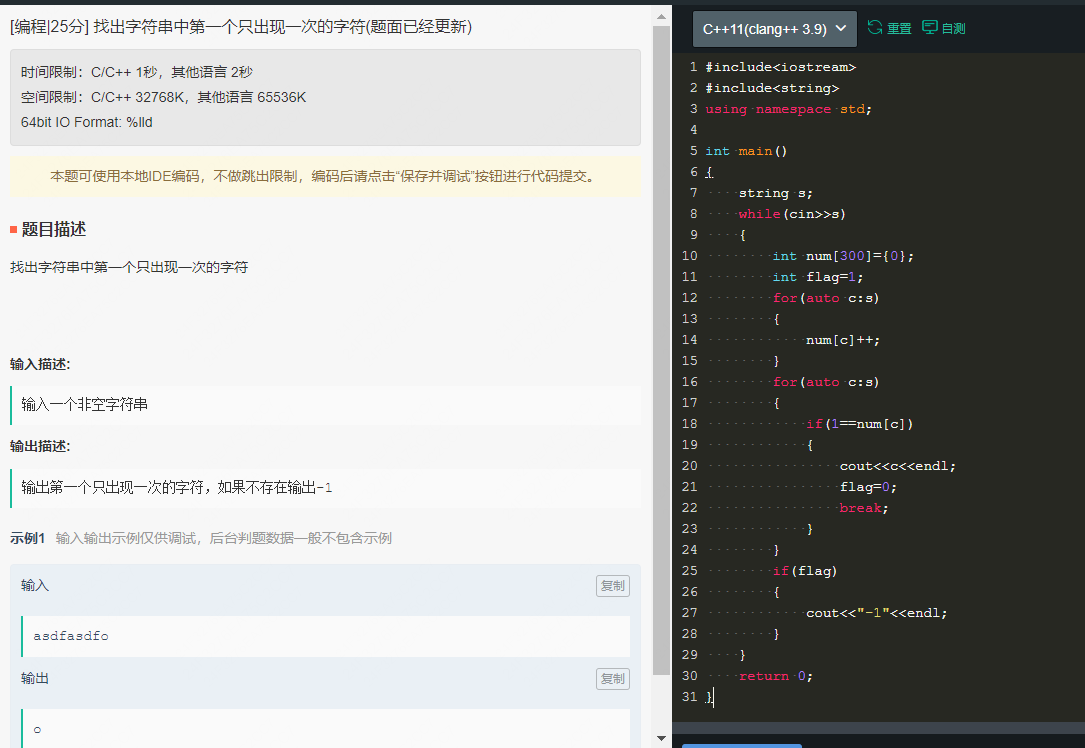 [编程|25分] 找出字符串中第一个只出现一次的字符(题面已经更新)
时间限制：C/C++ 1秒，其他语言 2秒
空间限制：C/C++ 32768K，其他语言 65536K
64bit IO Format: %lld
本题可使用本地IDE编码，不做跳出限制，编码后请点击“保存并调试”按钮进行代码提交。
题目描述
找出字符串中第一个只出现一次的字符
输入描述:
输入一个非空字符串
输出描述:
输出第一个只出现一次的字符，如果不存在输出-1
示例1 输入输出示例仅供调试，后台判题数据一般不包含示例
输入 复制
asdfasdfo
输出 复制
o
C++11(clang++ 3.9) 重置 自测
1 #include<iostream>
2 #include<string>
3 using namespace std;
4
5 int main()
6 {
7     string s;
8     while(cin>>s)
9     {
10         int num[300]={0};
11         int flag=1;
12         for(auto c:s)
13         {
14             num[c]++;
15         }
16         for(auto c:s)
17         {
18             if(1==num[c])
19             {
20                 cout<<c<<endl;
21                 flag=0;
22                 break;
23             }
24         }
25         if(flag)
26         {
27             cout<<"-1"<<endl;
28         }
29     }
30     return 0;
31 }